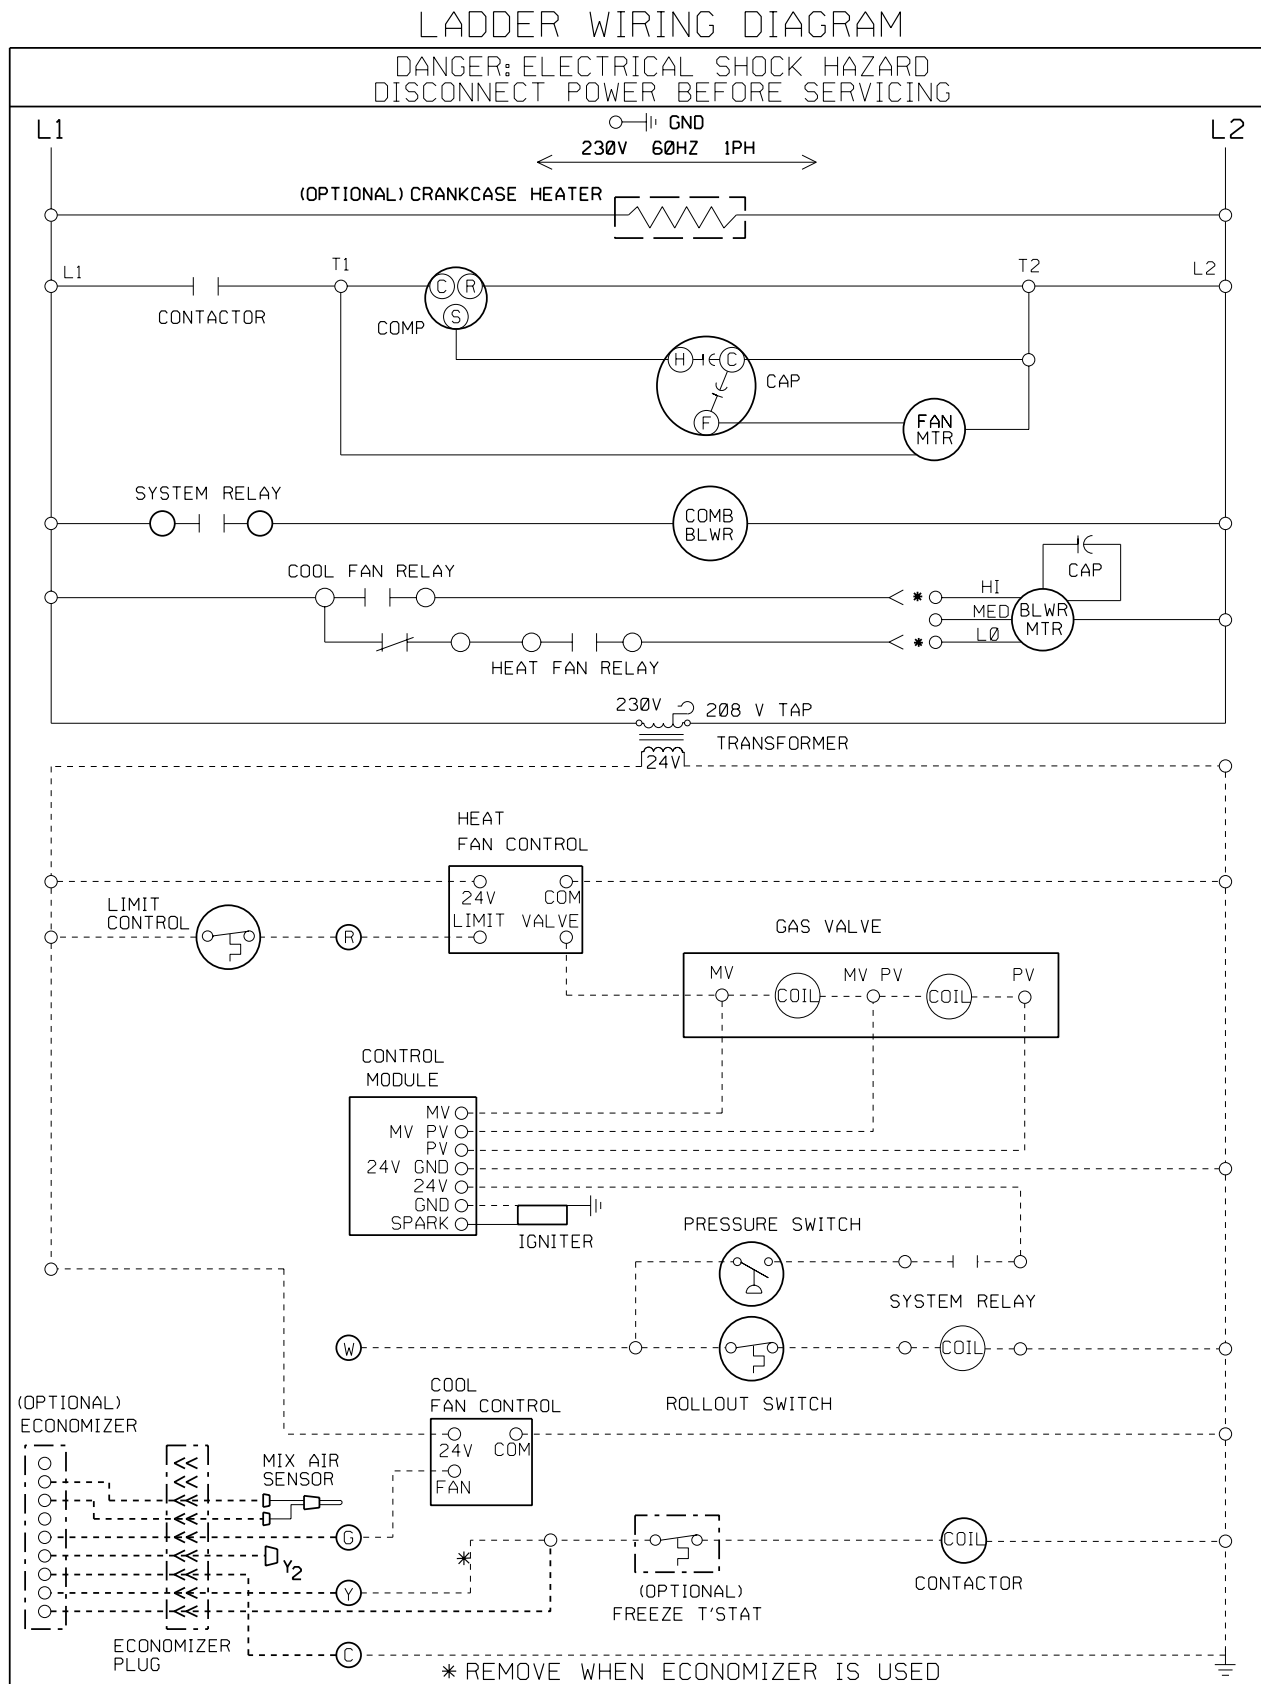 LADDER WIRING DIAGRAM
DANGER: ELECTRICAL SHOCK HAZARD
DISCONNECT POWER BEFORE SERVICING
L1
GND
L2
230V 60HZ 1PH
(OPTIONAL) CRANKCASE HEATER
L1
T1
T2
L2
CONTACTOR
COMP
C
R
S
H
C
F
CAP
FAN
MTR
SYSTEM RELAY
COMB
BLWR
COOL FAN RELAY
CAP
*
HI
MED
LØ
BLWR
MTR
*
HEAT FAN RELAY
230V
208 V TAP
TRANSFORMER
24V
HEAT
FAN CONTROL
24V
COM
LIMIT
VALVE
LIMIT
CONTROL
R
GAS VALVE
MV
COIL
MV PV
COIL
PV
CONTROL
MODULE
MV
MV PV
PV
24V GND
24V
GND
SPARK
IGNITER
PRESSURE SWITCH
SYSTEM RELAY
W
COIL
ROLLOUT SWITCH
COOL
FAN CONTROL
24V
COM
FAN
(OPTIONAL)
ECONOMIZER
MIX AIR
SENSOR
G
Y2
*
Y
COIL
CONTACTOR
(OPTIONAL)
FREEZE T'STAT
ECONOMIZER
PLUG
C
* REMOVE WHEN ECONOMIZER IS USED